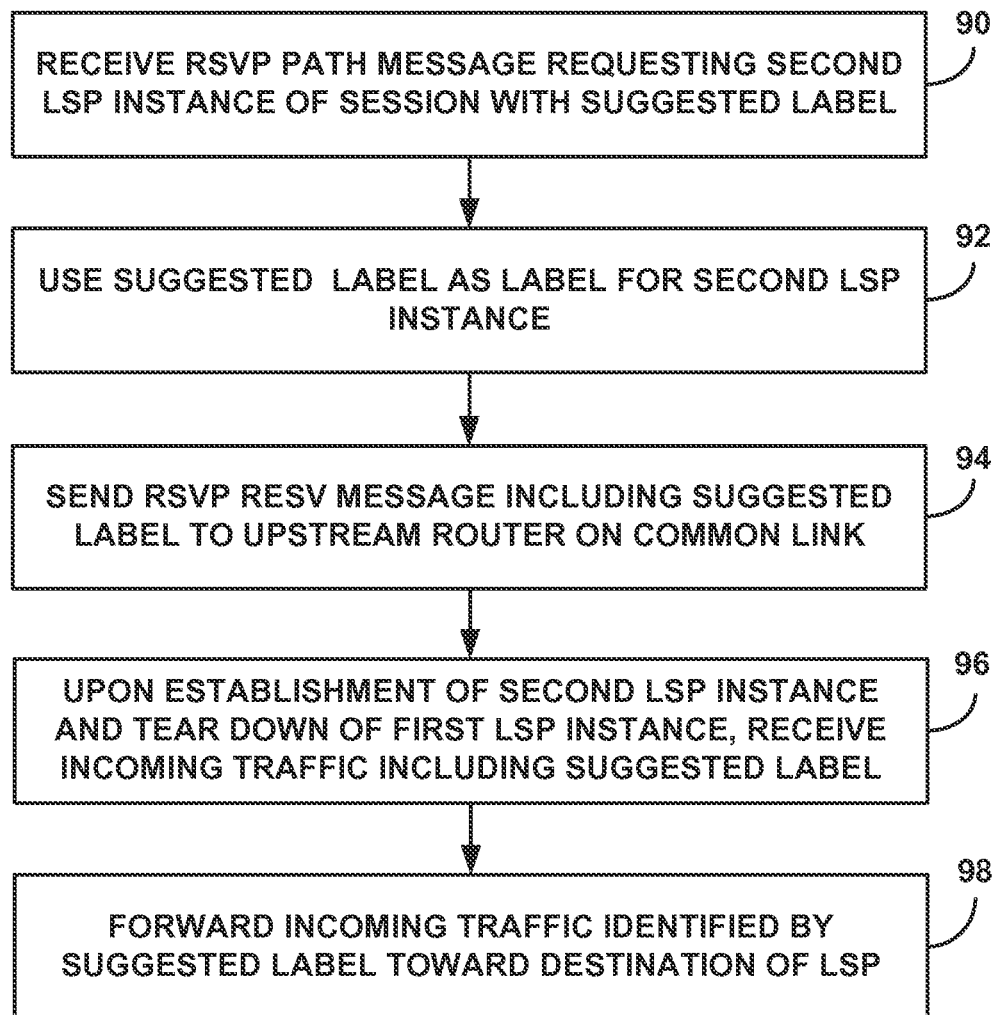 90
RECEIVE RSVP PATH MESSAGE REQUESTING SECOND
LSP INSTANCE OF SESSION WITH SUGGESTED LABEL
92
USE SUGGESTED LABEL AS LABEL FOR SECOND LSP
INSTANCE
94
SEND RSVP RESV MESSAGE INCLUDING SUGGESTED
LABEL TO UPSTREAM ROUTER ON COMMON LINK
96
UPON ESTABLISHMENT OF SECOND LSP INSTANCE
AND TEAR DOWN OF FIRST LSP INSTANCE, RECEIVE
INCOMING TRAFFIC INCLUDING SUGGESTED LABEL
98
FORWARD INCOMING TRAFFIC IDENTIFIED BY
SUGGESTED LABEL TOWARD DESTINATION OF LSP